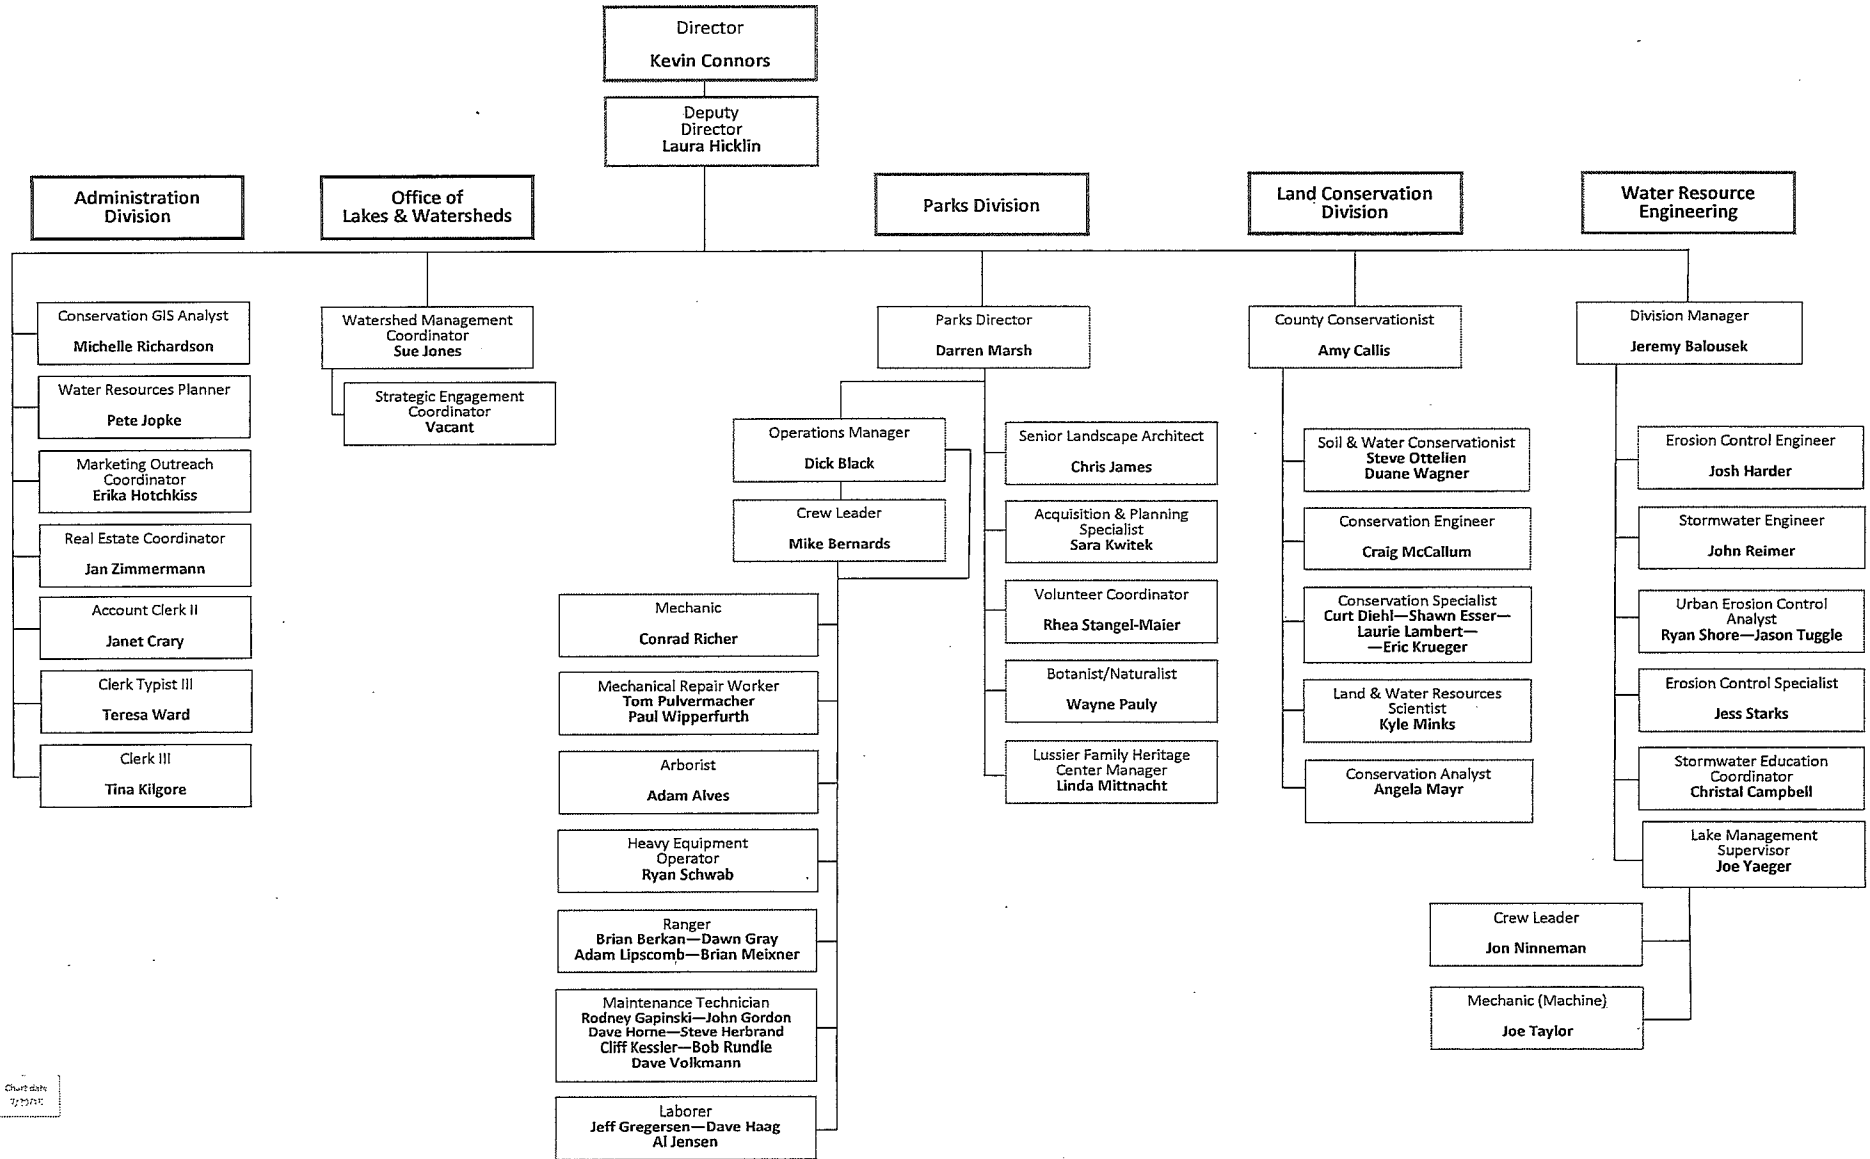 Director
Kevin Connors
Deputy
Director
Laura Hicklin
Administration
Division
Office of
Lakes & Watersheds
Parks Division
Land Conservation
Division
Water Resource
Engineering
Conservation GIS Analyst
Michelle Richardson
Water Resources Planner
Pete Jopke
Marketing Outreach
Coordinator
Erika Hotchkiss
Real Estate Coordinator
Jan Zimmermann
Account Clerk II
Janet Crary
Clerk Typist III
Teresa Ward
Clerk III
Tina Kilgore
Watershed Management
Coordinator
Sue Jones
Strategic Engagement
Coordinator
Vacant
Parks Director
Darren Marsh
Operations Manager
Dick Black
Crew Leader
Mike Bernards
Mechanic
Conrad Richer
Mechanical Repair Worker
Tom Pulvermacher
Paul Wipperfurth
Arborist
Adam Alves
Heavy Equipment
Operator
Ryan Schwab
Ranger
Brian Berkan—Dawn Gray
Adam Lipscomb—Brian Meixner
Maintenance Technician
Rodney Gapinski—John Gordon
Dave Horne—Steve Herbrand
Cliff Kessler—Bob Rundle
Dave Volkmann
Laborer
Jeff Gregersen—Dave Haag
Al Jensen
Senior Landscape Architect
Chris James
Acquisition & Planning
Specialist
Sara Kwitek
Volunteer Coordinator
Rhea Stangel-Maier
Botanist/Naturalist
Wayne Pauly
Lussier Family Heritage
Center Manager
Linda Mittnacht
County Conservationist
Amy Callis
Soil & Water Conservationist
Steve Ottelien
Duane Wagner
Conservation Engineer
Craig McCallum
Conservation Specialist
Curt Diehl—Shawn Esser—
Laurie Lambert—
—Eric Krueger
Land & Water Resources
Scientist
Kyle Minks
Conservation Analyst
Angela Mayr
Division Manager
Jeremy Balousek
Erosion Control Engineer
Josh Harder
Stormwater Engineer
John Reimer
Urban Erosion Control
Analyst
Ryan Shore—Jason Tuggle
Erosion Control Specialist
Jess Starks
Stormwater Education
Coordinator
Christal Campbell
Lake Management
Supervisor
Joe Yaeger
Crew Leader
Jon Ninneman
Mechanic (Machine)
Joe Taylor
Chart date